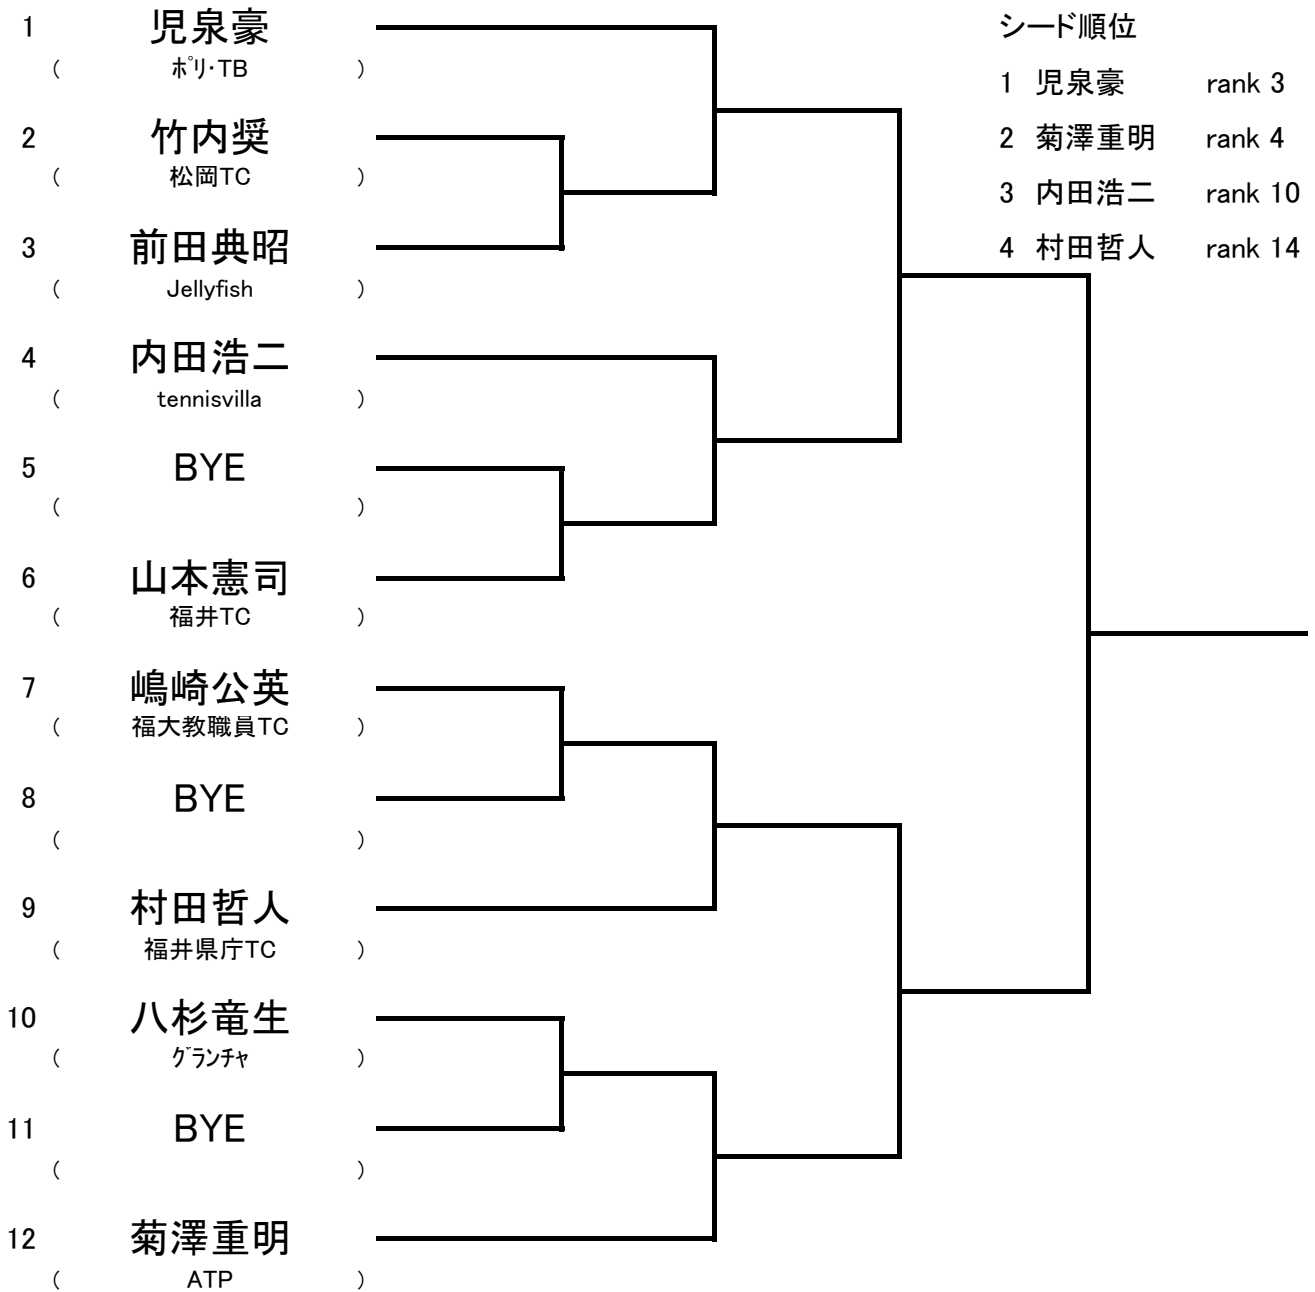 1 児泉豪
( ﾎﾟﾘ･TB )
2 竹内奨
( 松岡TC )
3 前田典昭
( Jellyfish )
4 内田浩二
( tennisvilla )
5 BYE
( )
6 山本憲司
( 福井TC )
7 嶋崎公英
( 福大教職員TC )
8 BYE
( )
9 村田哲人
( 福井県庁TC )
10 八杉竜生
( ｸﾞﾗﾝﾁｬ )
11 BYE
( )
12 菊澤重明
( ATP )
シード順位
1 児泉豪 rank 3
2 菊澤重明 rank 4
3 内田浩二 rank 10
4 村田哲人 rank 14